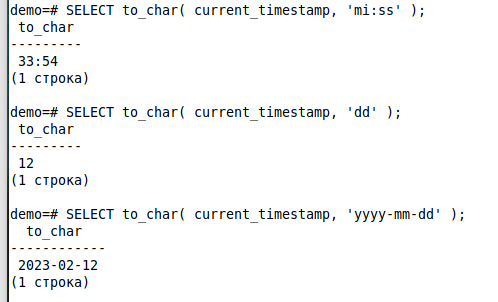 demo=# SELECT to_char( current_timestamp, 'mi:ss' );
 to_char
---------
 33:54
(1 строка)

demo=# SELECT to_char( current_timestamp, 'dd' );
 to_char
---------
 12
(1 строка)

demo=# SELECT to_char( current_timestamp, 'yyyy-mm-dd' );
  to_char
------------
 2023-02-12
(1 строка)